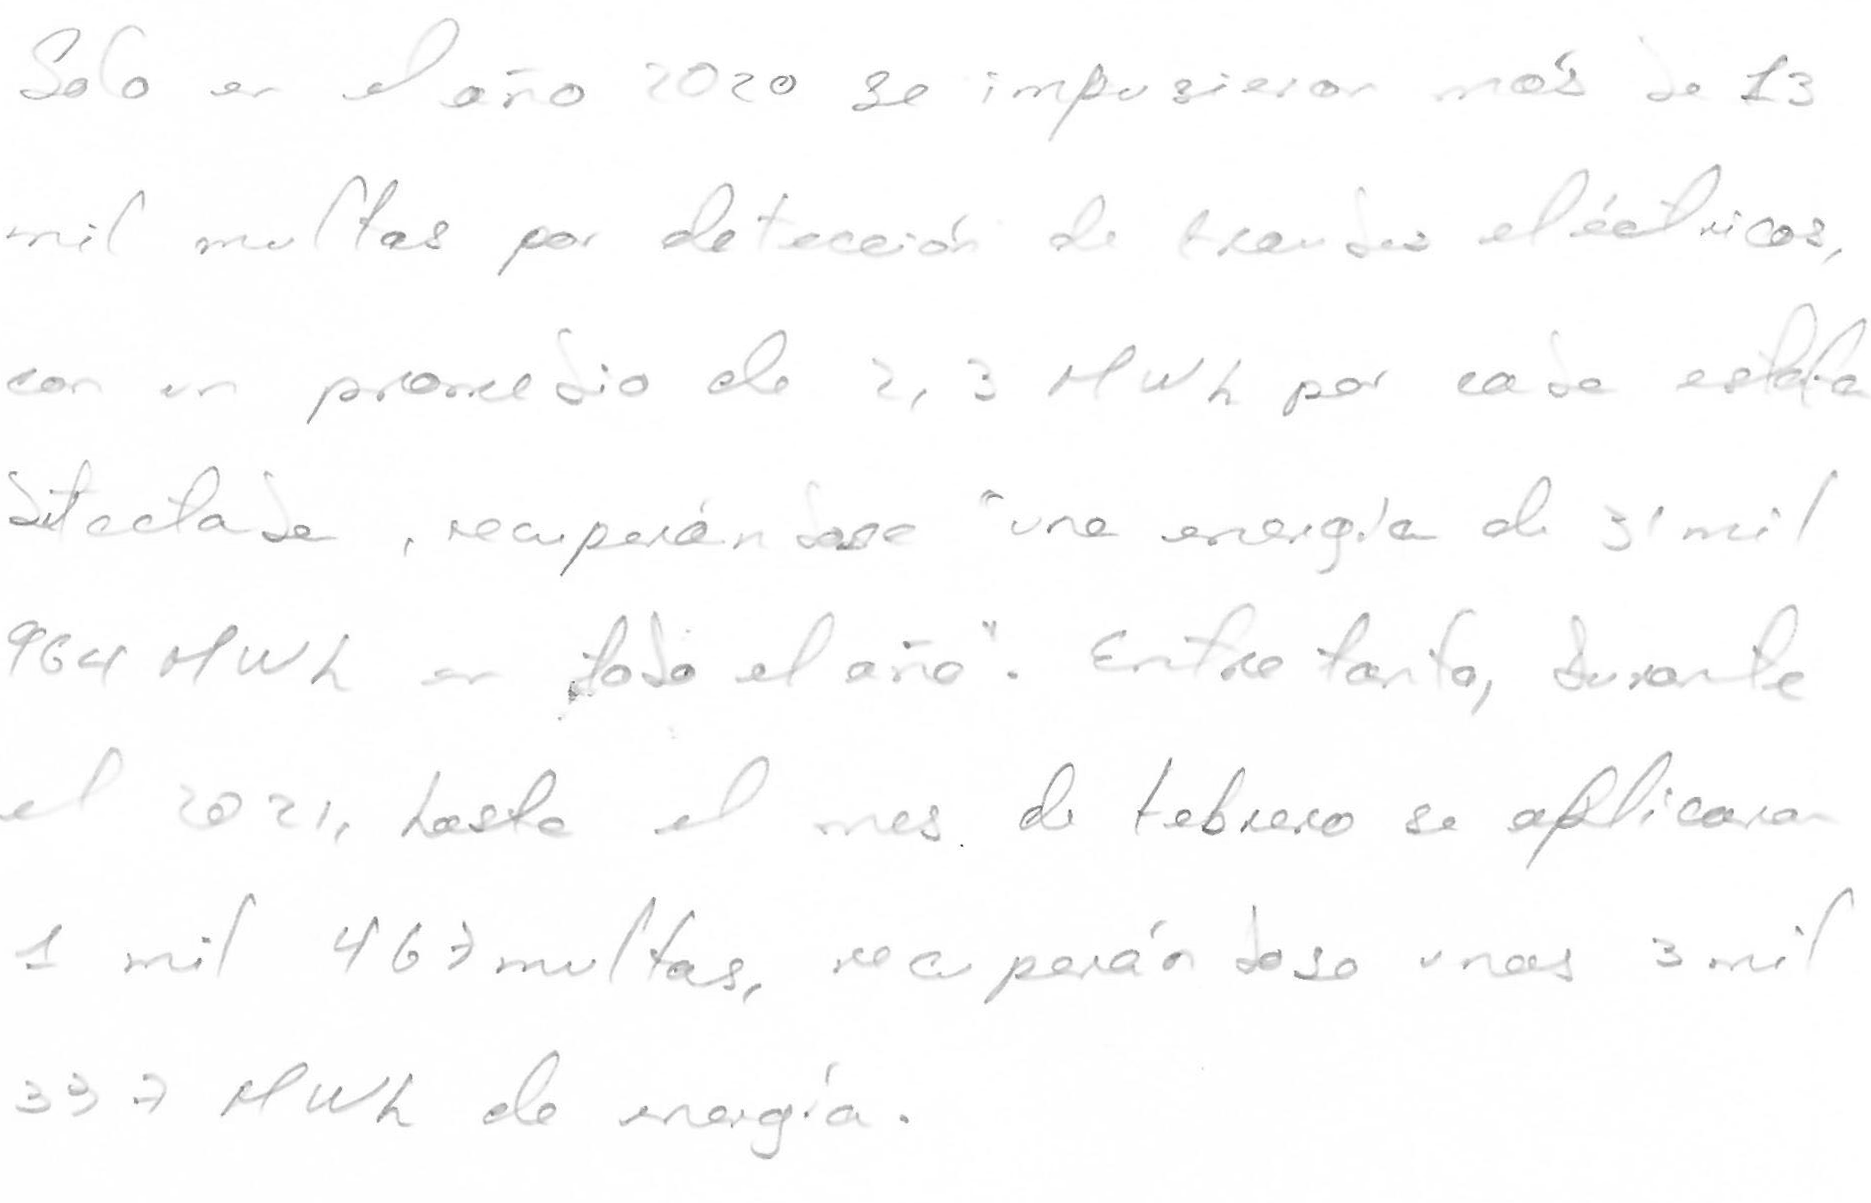 Solo en el año 2020 se impusieron más de 13
mil multas por detección de fraudes eléctricos,
con un promedio de 2,3 MWh por cada estafa
detectada, recuperándose "una energía de 31 mil
964 MWh en todo el año". Entre tanto, durante
el 2021, hasta el mes de febrero se aplicaron
1 mil 467 multas, recuperándose unas 3 mil
337 MWh de energía.